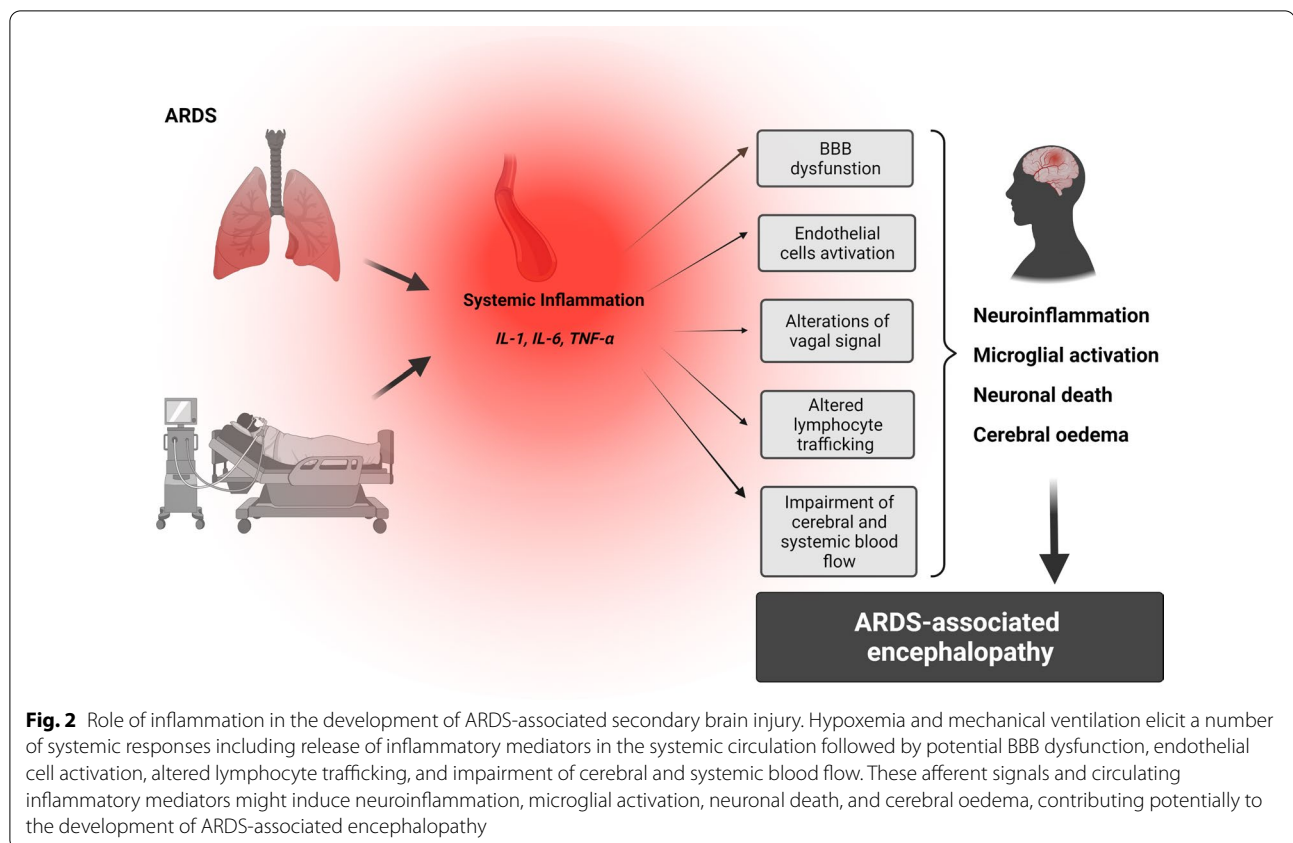 ARDS
Systemic Inflammation
IL-1, IL-6, TNF-α
BBB
dysfunstion
Endothelial
cells avtivation
Alterations of
vagal signal
Altered
lymphocyte
trafficking
Impairment of
cerebral and
systemic blood
flow
Neuroinflammation
Microglial activation
Neuronal death
Cerebral oedema
ARDS-associated
encephalopathy
Fig. 2 Role of inflammation in the development of ARDS-associated secondary brain injury. Hypoxemia and mechanical ventilation elicit a number
of systemic responses including release of inflammatory mediators in the systemic circulation followed by potential BBB dysfunction, endothelial
cell activation, altered lymphocyte trafficking, and impairment of cerebral and systemic blood flow. These afferent signals and circulating
inflammatory mediators might induce neuroinflammation, microglial activation, neuronal death, and cerebral oedema, contributing potentially to
the development of ARDS-associated encephalopathy